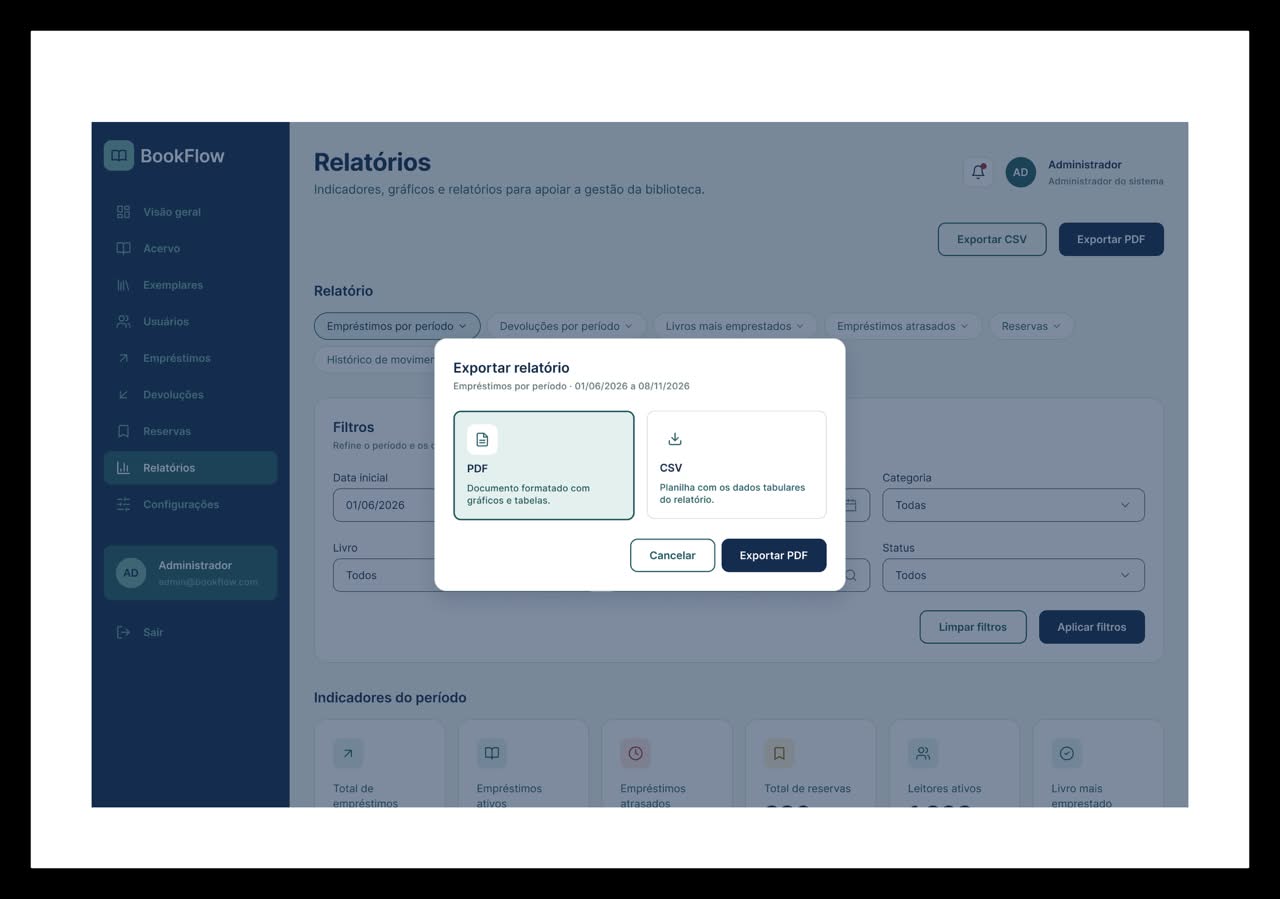 BookFlow
Visão geral
Acervo
Exemplares
Usuários
Empréstimos
Devoluções
Reservas
Relatórios
Configurações
AD
Administrador
admin@bookflow.com
Sair
Relatórios
Indicadores, gráficos e relatórios para apoiar a gestão da biblioteca.
AD
Administrador
Administrador do sistema
Exportar CSV
Exportar PDF
Relatório
Empréstimos por período
Devoluções por período
Livros mais emprestados
Empréstimos atrasados
Reservas
Histórico de
Filtros
Refine o período e os
Data inicial
01/06/2026
Categoria
Todas
Livro
Todos
Status
Todos
Limpar filtros
Aplicar filtros
Exportar relatório
Empréstimos por período · 01/06/2026 a 08/11/2026
PDF
Documento formatado com
gráficos e tabelas.
CSV
Planilha com os dados tabulares
do relatório.
Cancelar
Exportar PDF
Indicadores do período
Total de
empréstimos
Empréstimos
ativos
Empréstimos
atrasados
Total de reservas
Leitores ativos
Livro mais
emprestado